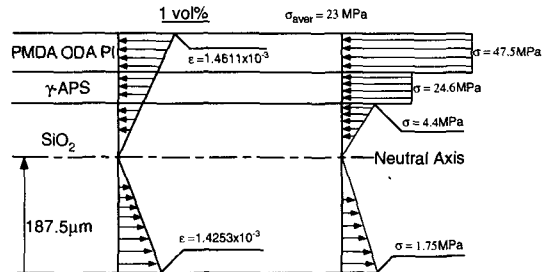 1 vol%
σaver = 23 MPa
PMDA ODA PI
ε=1.4611x10⁻³
σ = 47.5MPa
γ-APS
σ = 24.6MPa
σ = 4.4MPa
SiO₂
Neutral Axis
187.5μm
ε=1.4253x10⁻³
σ = 1.75MPa